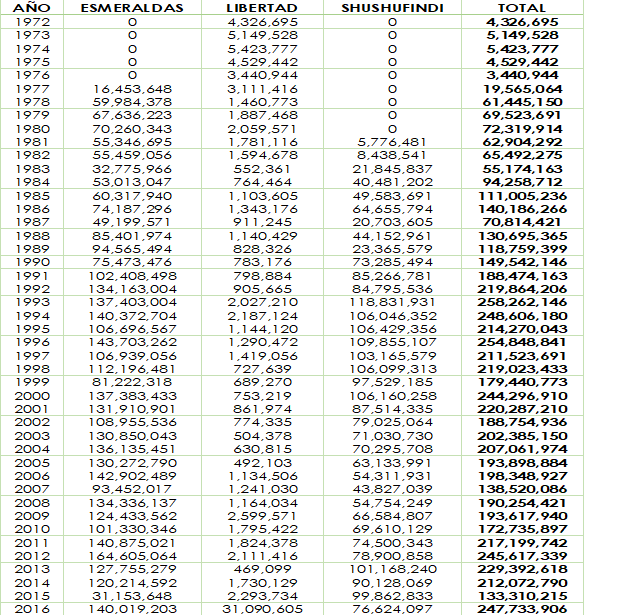 AÑO ESMERALDAS LIBERTAD SHUSHUFINDI TOTAL
1972 0 4,326,695 0 4,326,695
1973 0 5,149,528 0 5,149,528
1974 0 5,423,777 0 5,423,777
1975 0 4,529,442 0 4,529,442
1976 0 3,440,944 0 3,440,944
1977 16,453,648 3,111,416 0 19,565,064
1978 59,984,378 1,460,773 0 61,445,150
1979 67,636,223 1,887,468 0 69,523,691
1980 70,260,343 2,059,571 0 72,319,914
1981 55,346,695 1,781,116 5,776,481 62,904,292
1982 55,459,056 1,594,678 8,438,541 65,492,275
1983 32,775,966 552,361 21,845,837 55,174,163
1984 53,013,047 764,464 40,481,202 94,258,712
1985 60,317,940 1,103,605 49,583,691 111,005,236
1986 74,187,296 1,343,176 64,655,794 140,186,266
1987 49,199,571 911,245 20,703,605 70,814,421
1988 85,401,974 1,140,429 44,152,961 130,695,365
1989 94,565,494 828,326 23,365,579 118,759,399
1990 75,473,476 783,176 73,285,494 149,542,146
1991 102,408,498 798,884 85,266,781 188,474,163
1992 134,163,004 905,665 84,795,536 219,864,206
1993 137,403,004 2,027,210 118,831,931 258,262,146
1994 140,372,704 2,187,124 106,046,352 248,606,180
1995 106,696,567 1,144,120 106,429,356 214,270,043
1996 143,703,262 1,290,472 109,855,107 254,848,841
1997 106,939,056 1,419,056 103,165,579 211,523,691
1998 112,196,481 727,639 106,099,313 219,023,433
1999 81,222,318 689,270 97,529,185 179,440,773
2000 137,383,433 753,219 106,160,258 244,296,910
2001 131,910,901 861,974 87,514,335 220,287,210
2002 108,955,536 774,335 79,025,064 188,754,936
2003 130,850,043 504,378 71,030,730 202,385,150
2004 136,135,451 630,815 70,295,708 207,061,974
2005 130,272,790 492,103 63,133,991 193,898,884
2006 142,902,489 1,134,506 54,311,931 198,348,927
2007 93,452,017 1,241,030 43,827,039 138,520,086
2008 134,336,137 1,164,034 54,754,249 190,254,421
2009 124,433,562 2,599,571 66,584,807 193,617,940
2010 101,330,346 1,795,422 69,610,129 172,735,897
2011 140,875,021 1,824,378 74,500,343 217,199,742
2012 164,605,064 2,111,416 78,900,858 245,617,339
2013 127,755,279 469,099 101,168,240 229,392,618
2014 120,214,592 1,730,129 90,128,069 212,072,790
2015 31,153,648 2,293,734 99,862,833 133,310,215
2016 140,019,203 31,090,605 76,624,097 247,733,906